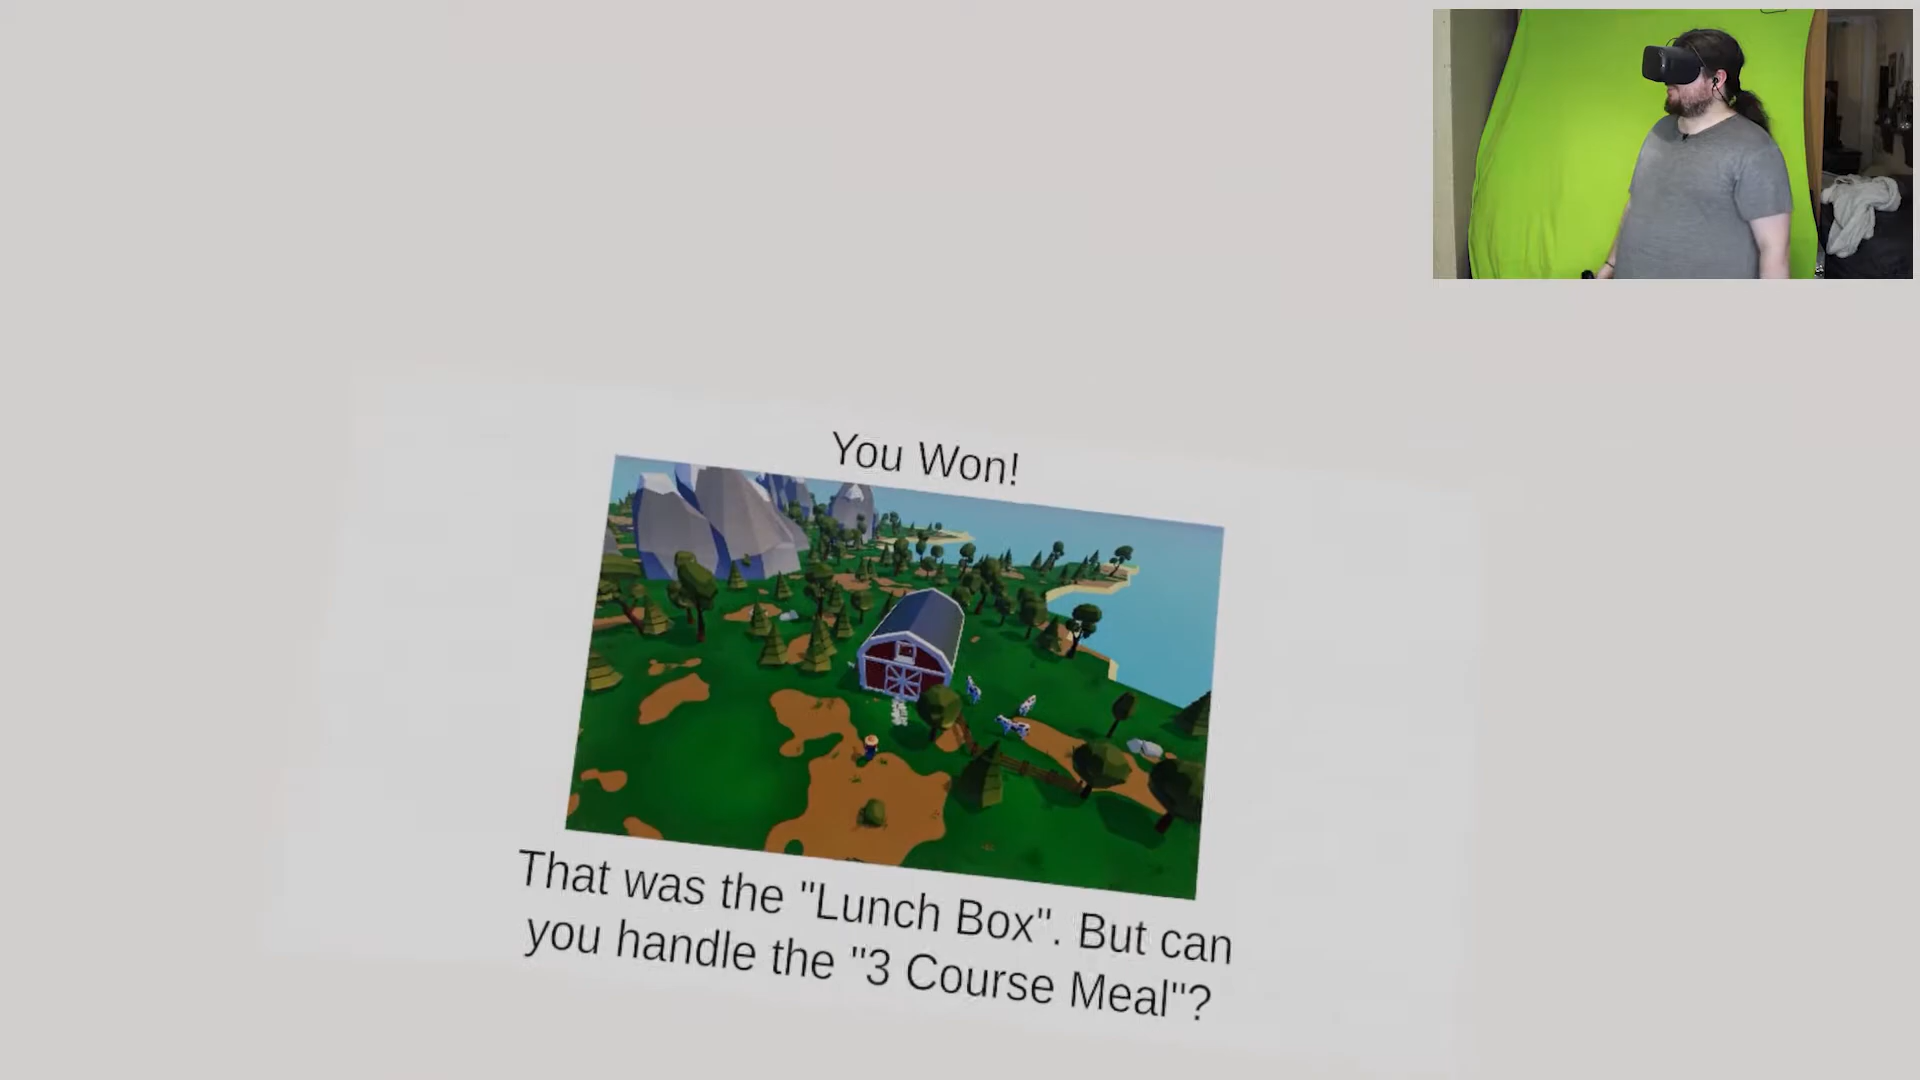 You Won!
That was the "Lunch Box". But can
you handle the "3 Course Meal"?